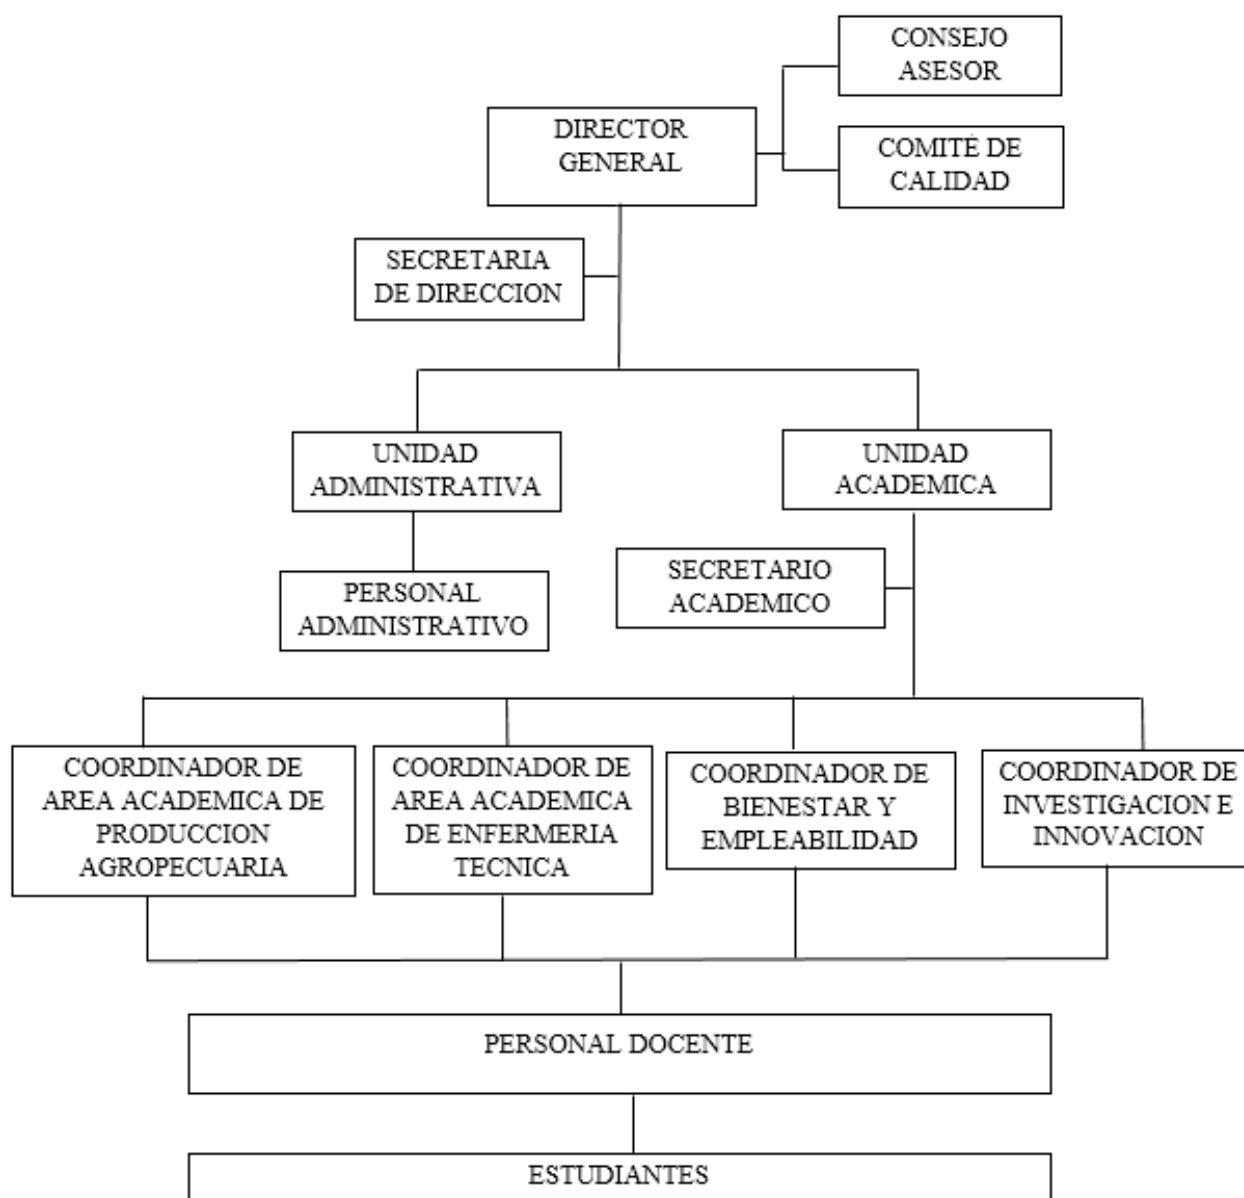 CONSEJO
ASESOR
DIRECTOR
GENERAL
COMITÉ DE
CALIDAD
SECRETARIA
DE DIRECCION
UNIDAD
ADMINISTRATIVA
UNIDAD
ACADEMICA
SECRETARIO
ACADEMICO
PERSONAL
ADMINISTRATIVO
COORDINADOR DE
AREA ACADEMICA DE
PRODUCCION
AGROPECUARIA
COORDINADOR DE
AREA ACADEMICA
DE ENFERMERIA
TECNICA
COORDINADOR DE
BIENESTAR Y
EMPLEABILIDAD
COORDINADOR DE
INVESTIGACION E
INNOVACION
PERSONAL DOCENTE
ESTUDIANTES